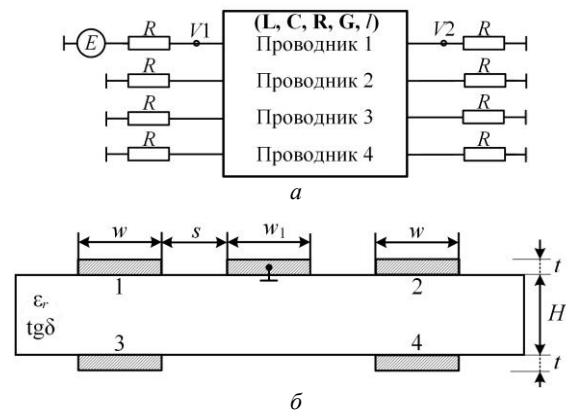 (L, C, R, G, l)
E R V1 Проводник 1 V2 R
R Проводник 2 R
R Проводник 3 R
R Проводник 4 R
а
w s w₁ w
t
1 2
εᵣ
tgδ
H
3 4
t
б